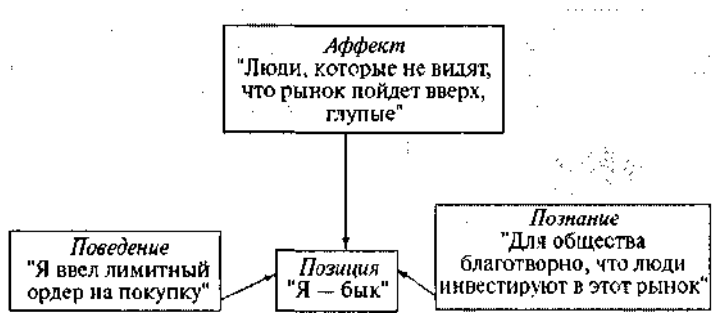 Аффект
"Люди, которые не видят,
что рынок пойдет вверх,
глупые"
Поведение
"Я ввел лимитный
ордер на покупку"
Позиция
"Я — бык"
Познание
"Для общества
благотворно, что люди
инвестируют в этот рынок"